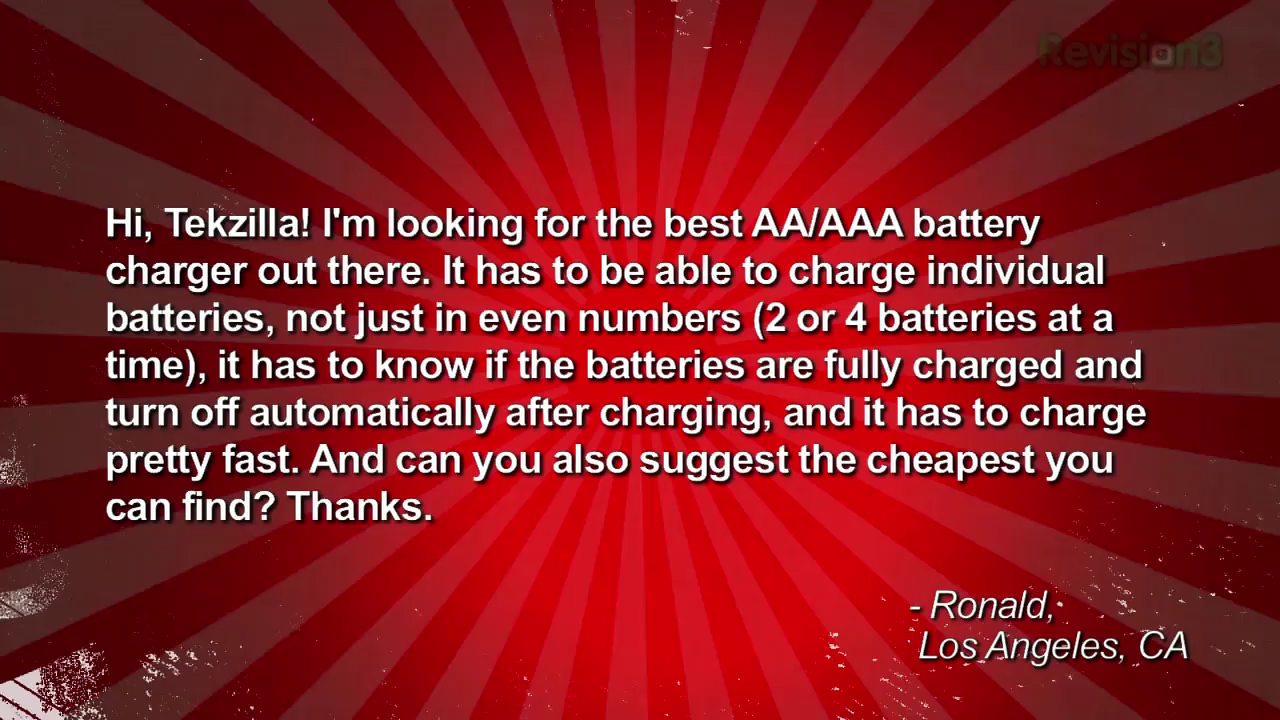 Revision3
Hi, Tekzilla! I'm looking for the best AA/AAA battery
charger out there. It has to be able to charge individual
batteries, not just in even numbers (2 or 4 batteries at a
time), it has to know if the batteries are fully charged and
turn off automatically after charging, and it has to charge
pretty fast. And can you also suggest the cheapest you
can find? Thanks.
- Ronald,
Los Angeles, CA